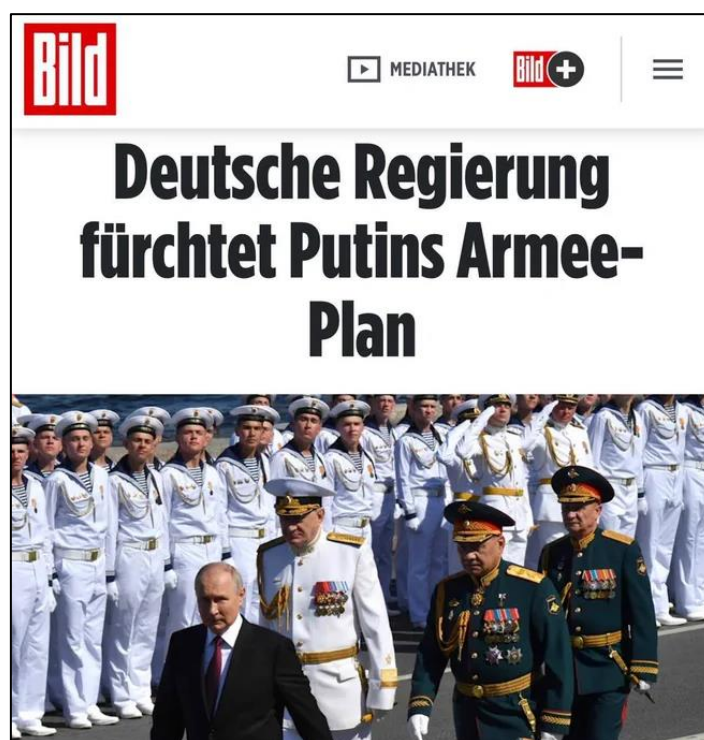 Bild
MEDIATHEK
Bild +
Deutsche Regierung
fürchtet Putins Armee-
Plan